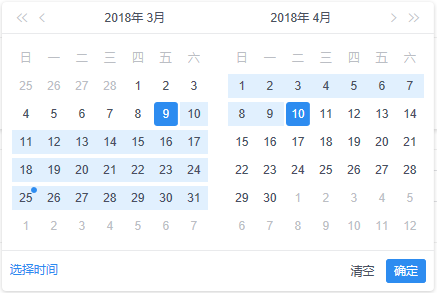 2018年 3月
日 一 二 三 四 五 六
25 26 27 28 1 2 3
4 5 6 7 8 9 10
11 12 13 14 15 16 17
18 19 20 21 22 23 24
25 26 27 28 29 30 31
1 2 3 4 5 6 7
2018年 4月
日 一 二 三 四 五 六
1 2 3 4 5 6 7
8 9 10 11 12 13 14
15 16 17 18 19 20 21
22 23 24 25 26 27 28
29 30 1 2 3 4 5
6 7 8 9 10 11 12
选择时间
清空 确定